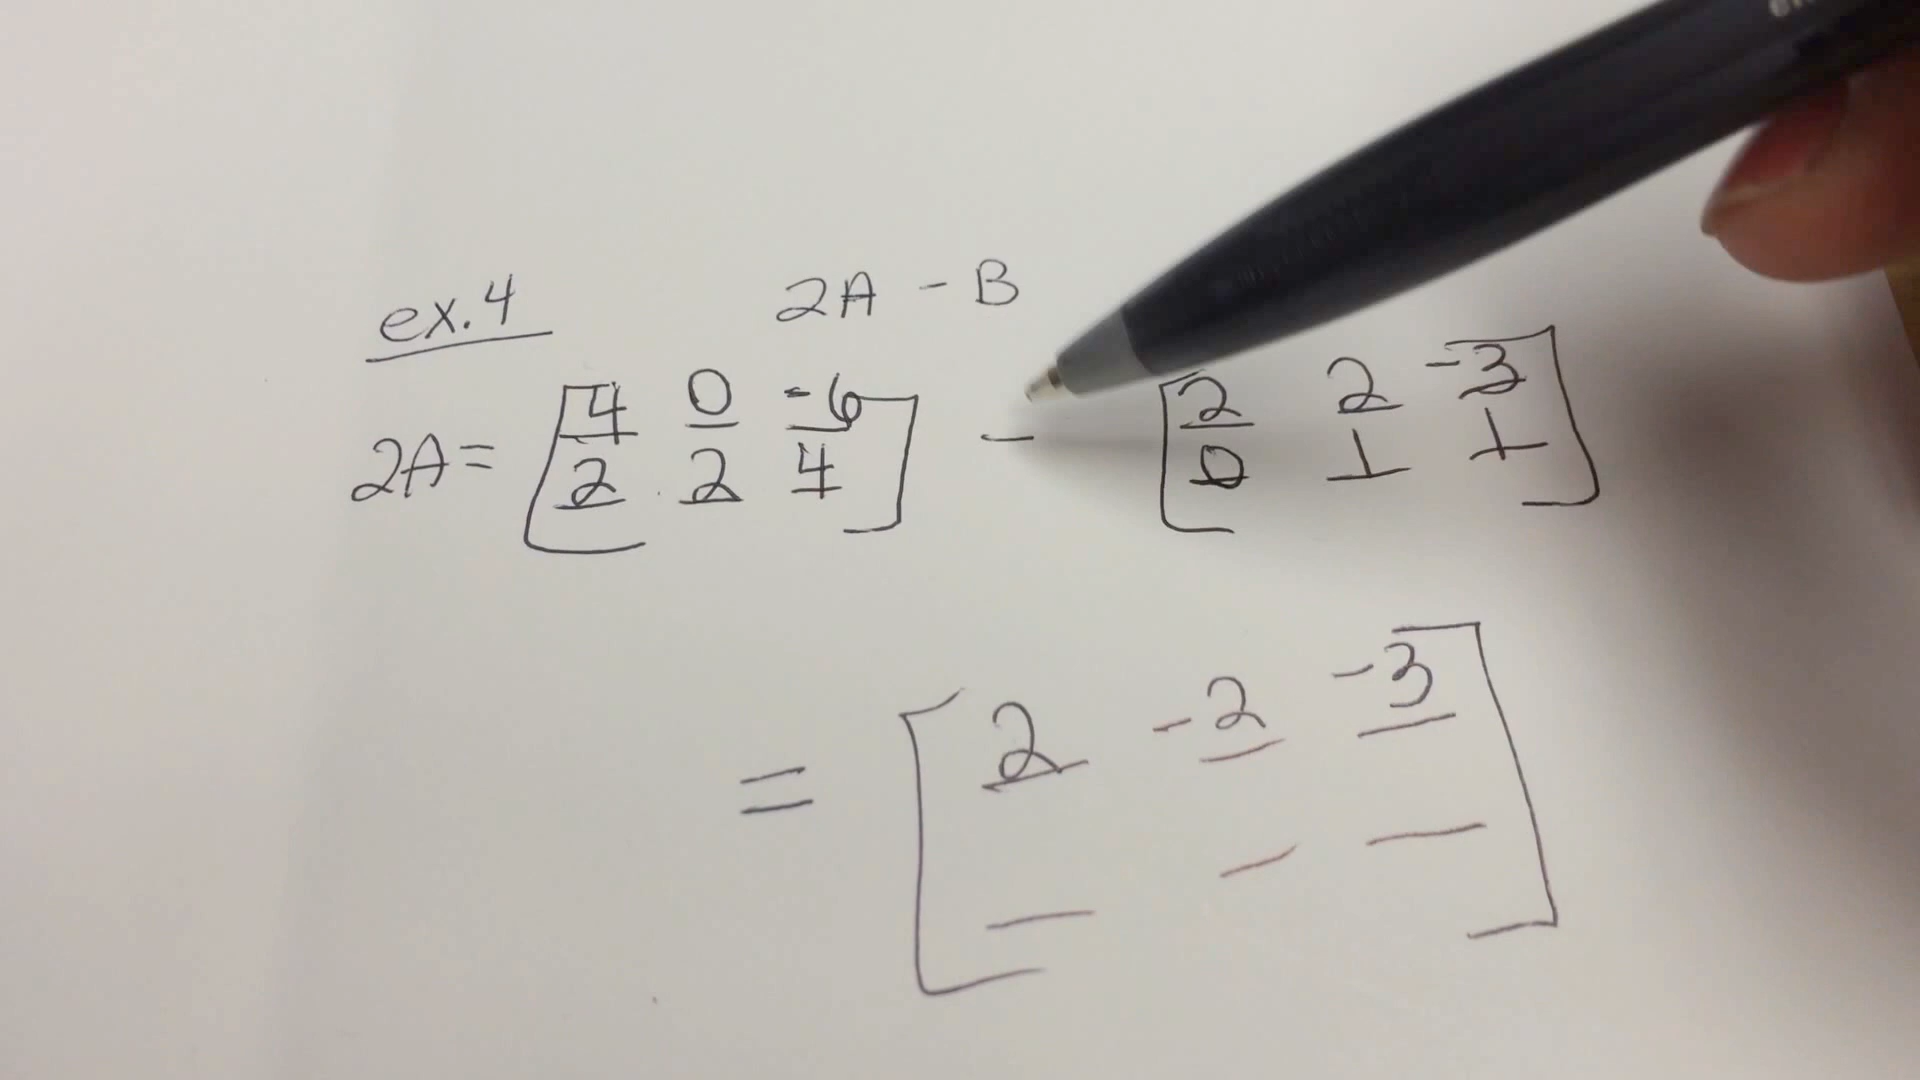 ex.4 2A - B
4 0 -6 2 2 -3
2A = [ ] - [ ]
2 2 4 0 1 1
2 -2 -3
= [ ]